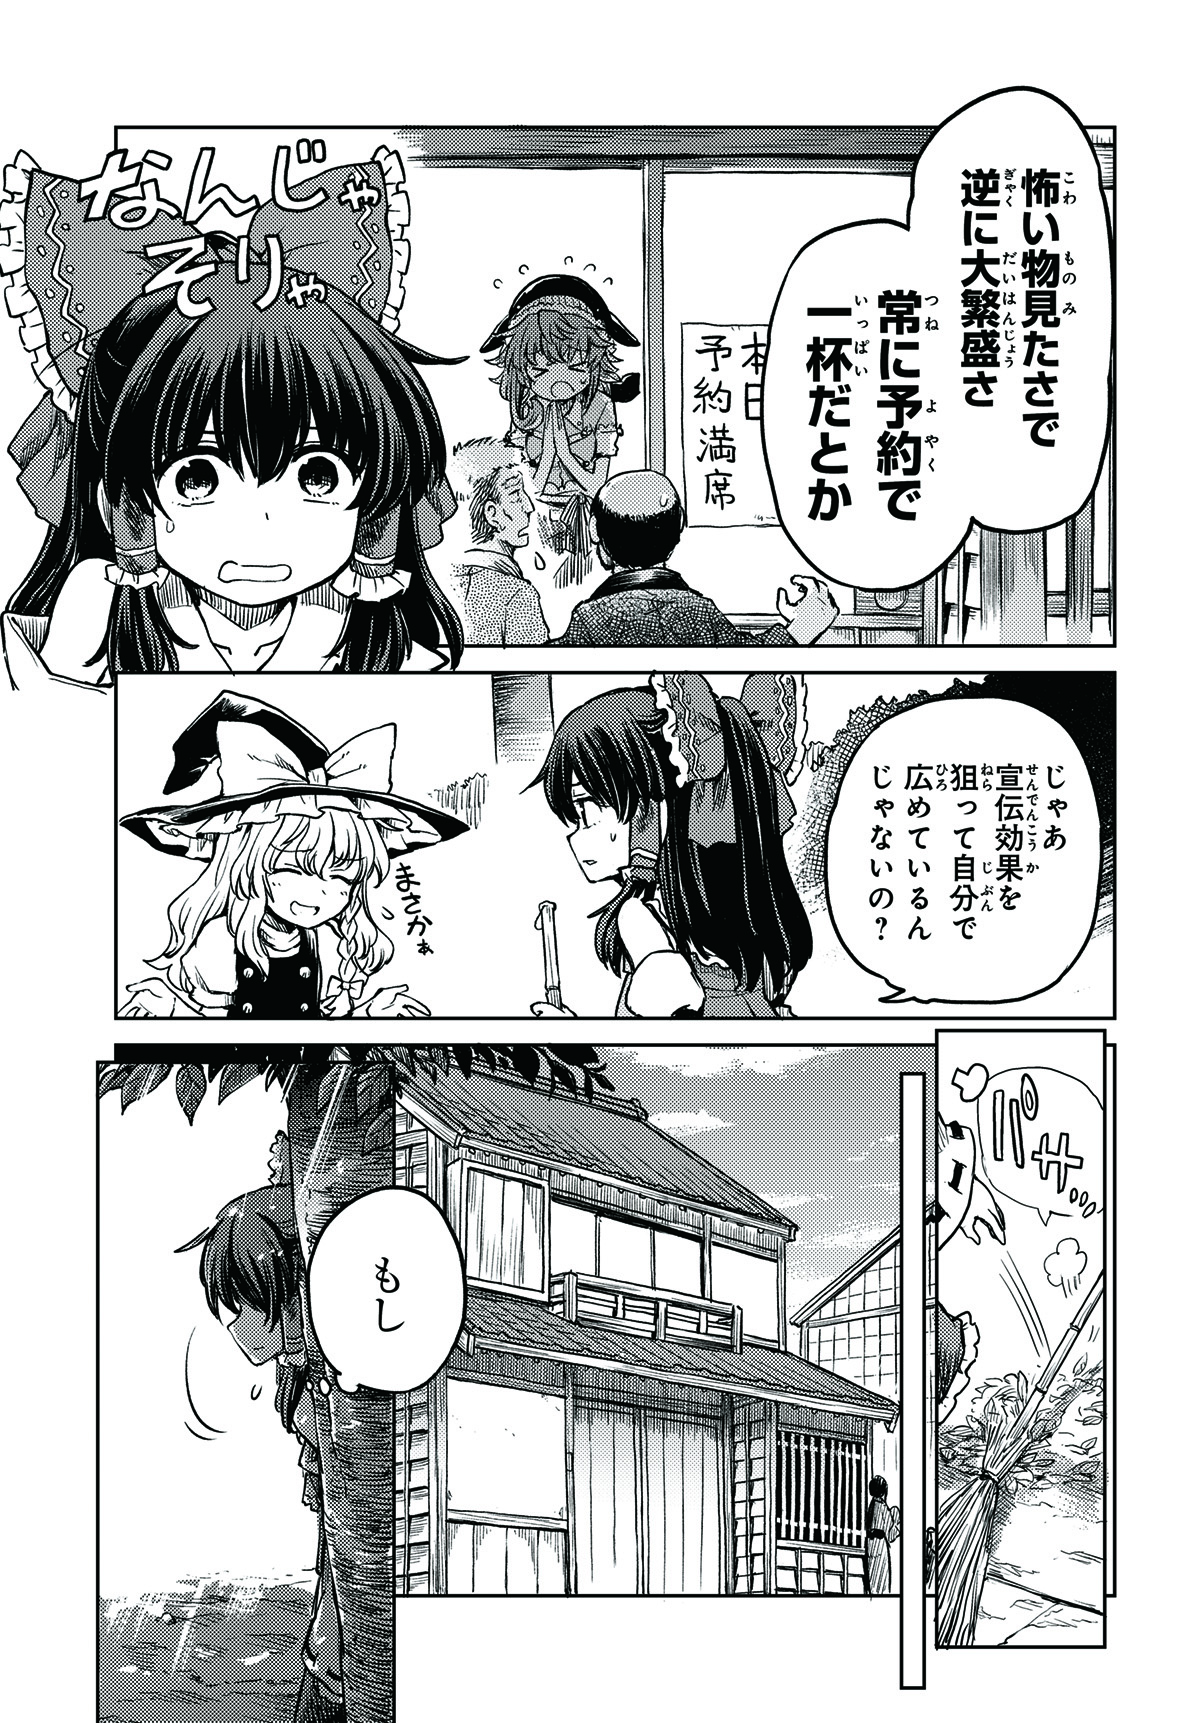 怖い物見たさで
逆に大繁盛さ
常に予約で
一杯だとか
本日
予約満席
なんじゃ
そりゃ
じゃあ
宣伝効果を
狙って自分で
広めているん
じゃないの？
まさかぁ
バサ…
もし